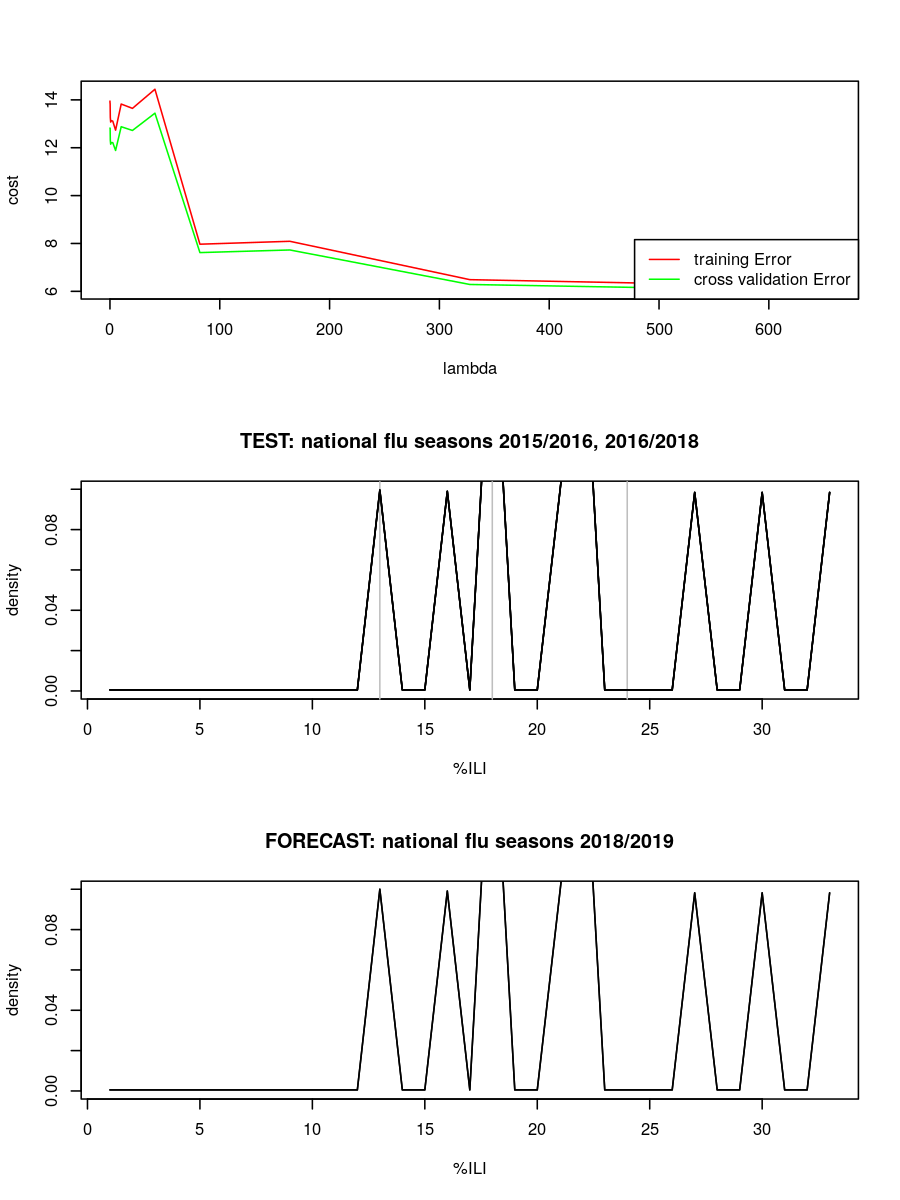 cost
14
12
10
8
6
training Error
cross validation Error
0 100 200 300 400 500 600
lambda
TEST: national flu seasons 2015/2016, 2016/2018
density
0.08
0.04
0.00
0 5 10 15 20 25 30
%ILI
FORECAST: national flu seasons 2018/2019
density
0.08
0.04
0.00
0 5 10 15 20 25 30
%ILI